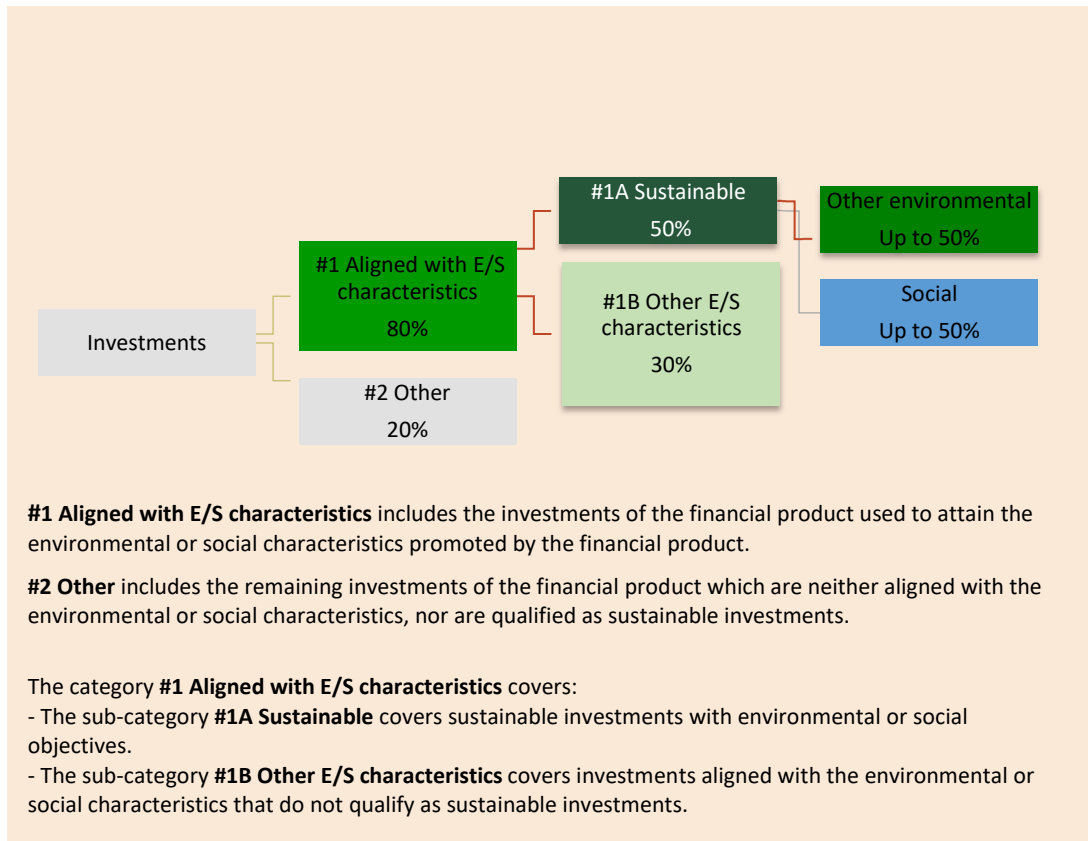 #1A Sustainable
50%
Other environmental
Up to 50%
#1 Aligned with E/S
characteristics
80%
#1B Other E/S
characteristics
30%
Social
Up to 50%
Investments
#2 Other
20%
#1 Aligned with E/S characteristics includes the investments of the financial product used to attain the
environmental or social characteristics promoted by the financial product.
#2 Other includes the remaining investments of the financial product which are neither aligned with the
environmental or social characteristics, nor are qualified as sustainable investments.
The category #1 Aligned with E/S characteristics covers:
- The sub-category #1A Sustainable covers sustainable investments with environmental or social
objectives.
- The sub-category #1B Other E/S characteristics covers investments aligned with the environmental or
social characteristics that do not qualify as sustainable investments.